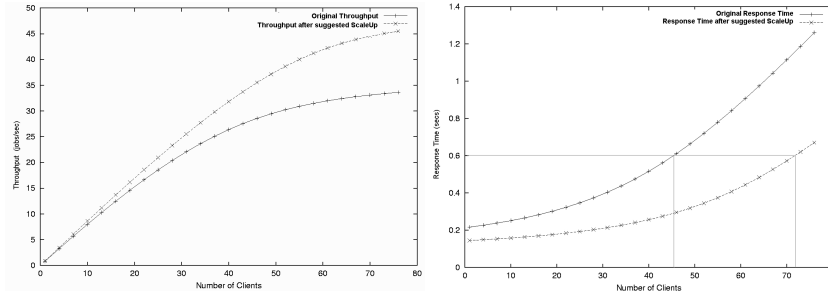 Original Throughput
Throughput after suggested ScaleUp
50
45
40
35
30
25
20
15
10
5
0
0 10 20 30 40 50 60 70 80
Throughput (jobs/sec)
Number of Clients
Original Response Time
Response Time after suggested ScaleUp
1.4
1.2
1
0.8
0.6
0.4
0.2
0
0 10 20 30 40 50 60 70
Response Time (secs)
Number of Clients